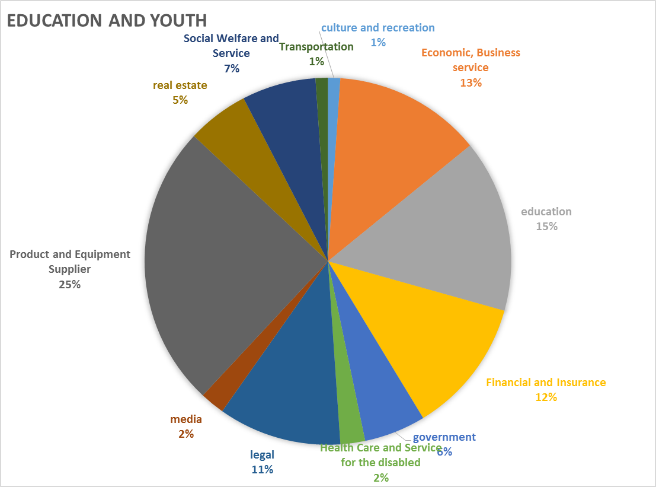 EDUCATION AND YOUTH
culture and recreation
1%
Economic, Business
service
13%
education
15%
Financial and Insurance
12%
government
6%
Health Care and Service
for the disabled
2%
legal
11%
media
2%
Product and Equipment
Supplier
25%
real estate
5%
Social Welfare and
Service
7%
Transportation
1%